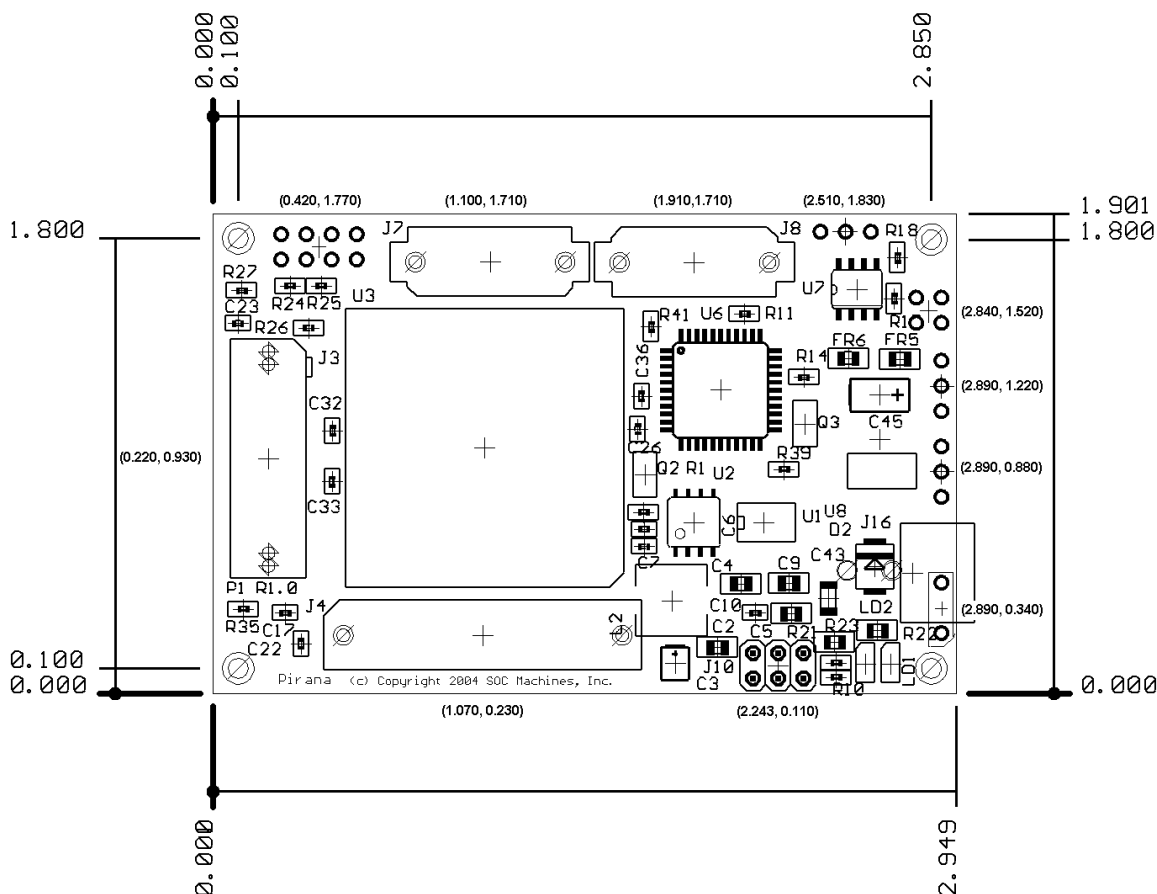 0.000
0.100
2.850
(0.420, 1.770)
(1.100, 1.710)
(1.910,1.710)
(2.510, 1.830)
1.800
1.901
1.800
J7
J8
R18
R27
R24
R25
U3
U7
C23
R26
R41
U6
R11
(2.840, 1.520)
FR6
FR5
J3
C36
R14
(2.890, 1.220)
C32
Q3
C45
C26
(0.220, 0.930)
R39
(2.890, 0.880)
Q2
R1
U2
C33
C6
U1
U8
D2
J16
C7
C4
C9
C43
P1
R1.0
J4
C10
LD2
(2.890, 0.340)
R35
C17
C22
L2
C2
C5
R21
R23
R22
0.100
0.000
J10
C3
R10
LD1
Pirana (c) Copyright 2004 SOC Machines, Inc.
0.000
(1.070, 0.230)
(2.243, 0.110)
0.000
2.949